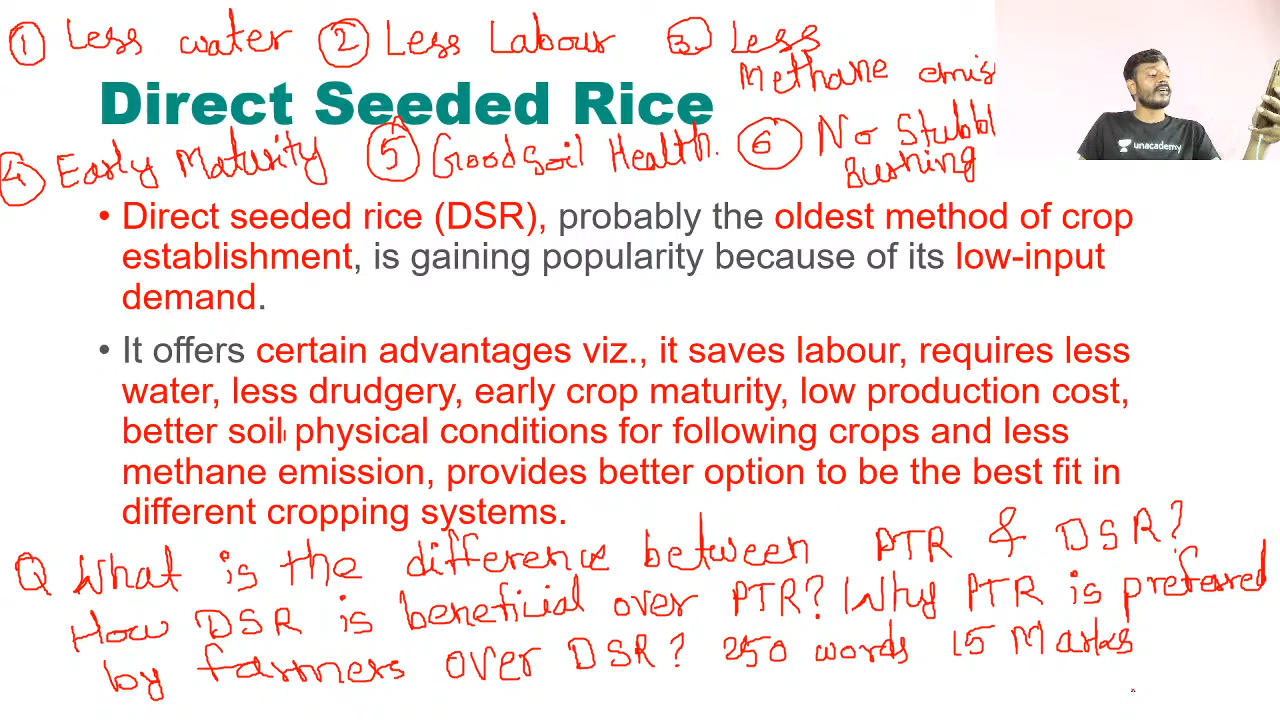 ① Less water ② Less Labour ③ Less
Methane emis
Direct Seeded Rice
④ Early Maturity ⑤ Good Soil Health. ⑥ No Stubbl
Burning
unacademy
• Direct seeded rice (DSR), probably the oldest method of crop
establishment, is gaining popularity because of its low-input
demand.
• It offers certain advantages viz., it saves labour, requires less
water, less drudgery, early crop maturity, low production cost,
better soil physical conditions for following crops and less
methane emission, provides better option to be the best fit in
different cropping systems.
Q What is the difference between PTR & DSR?
How DSR is beneficial over PTR? Why PTR is preferred
by farmers over DSR? 250 words 15 Marks